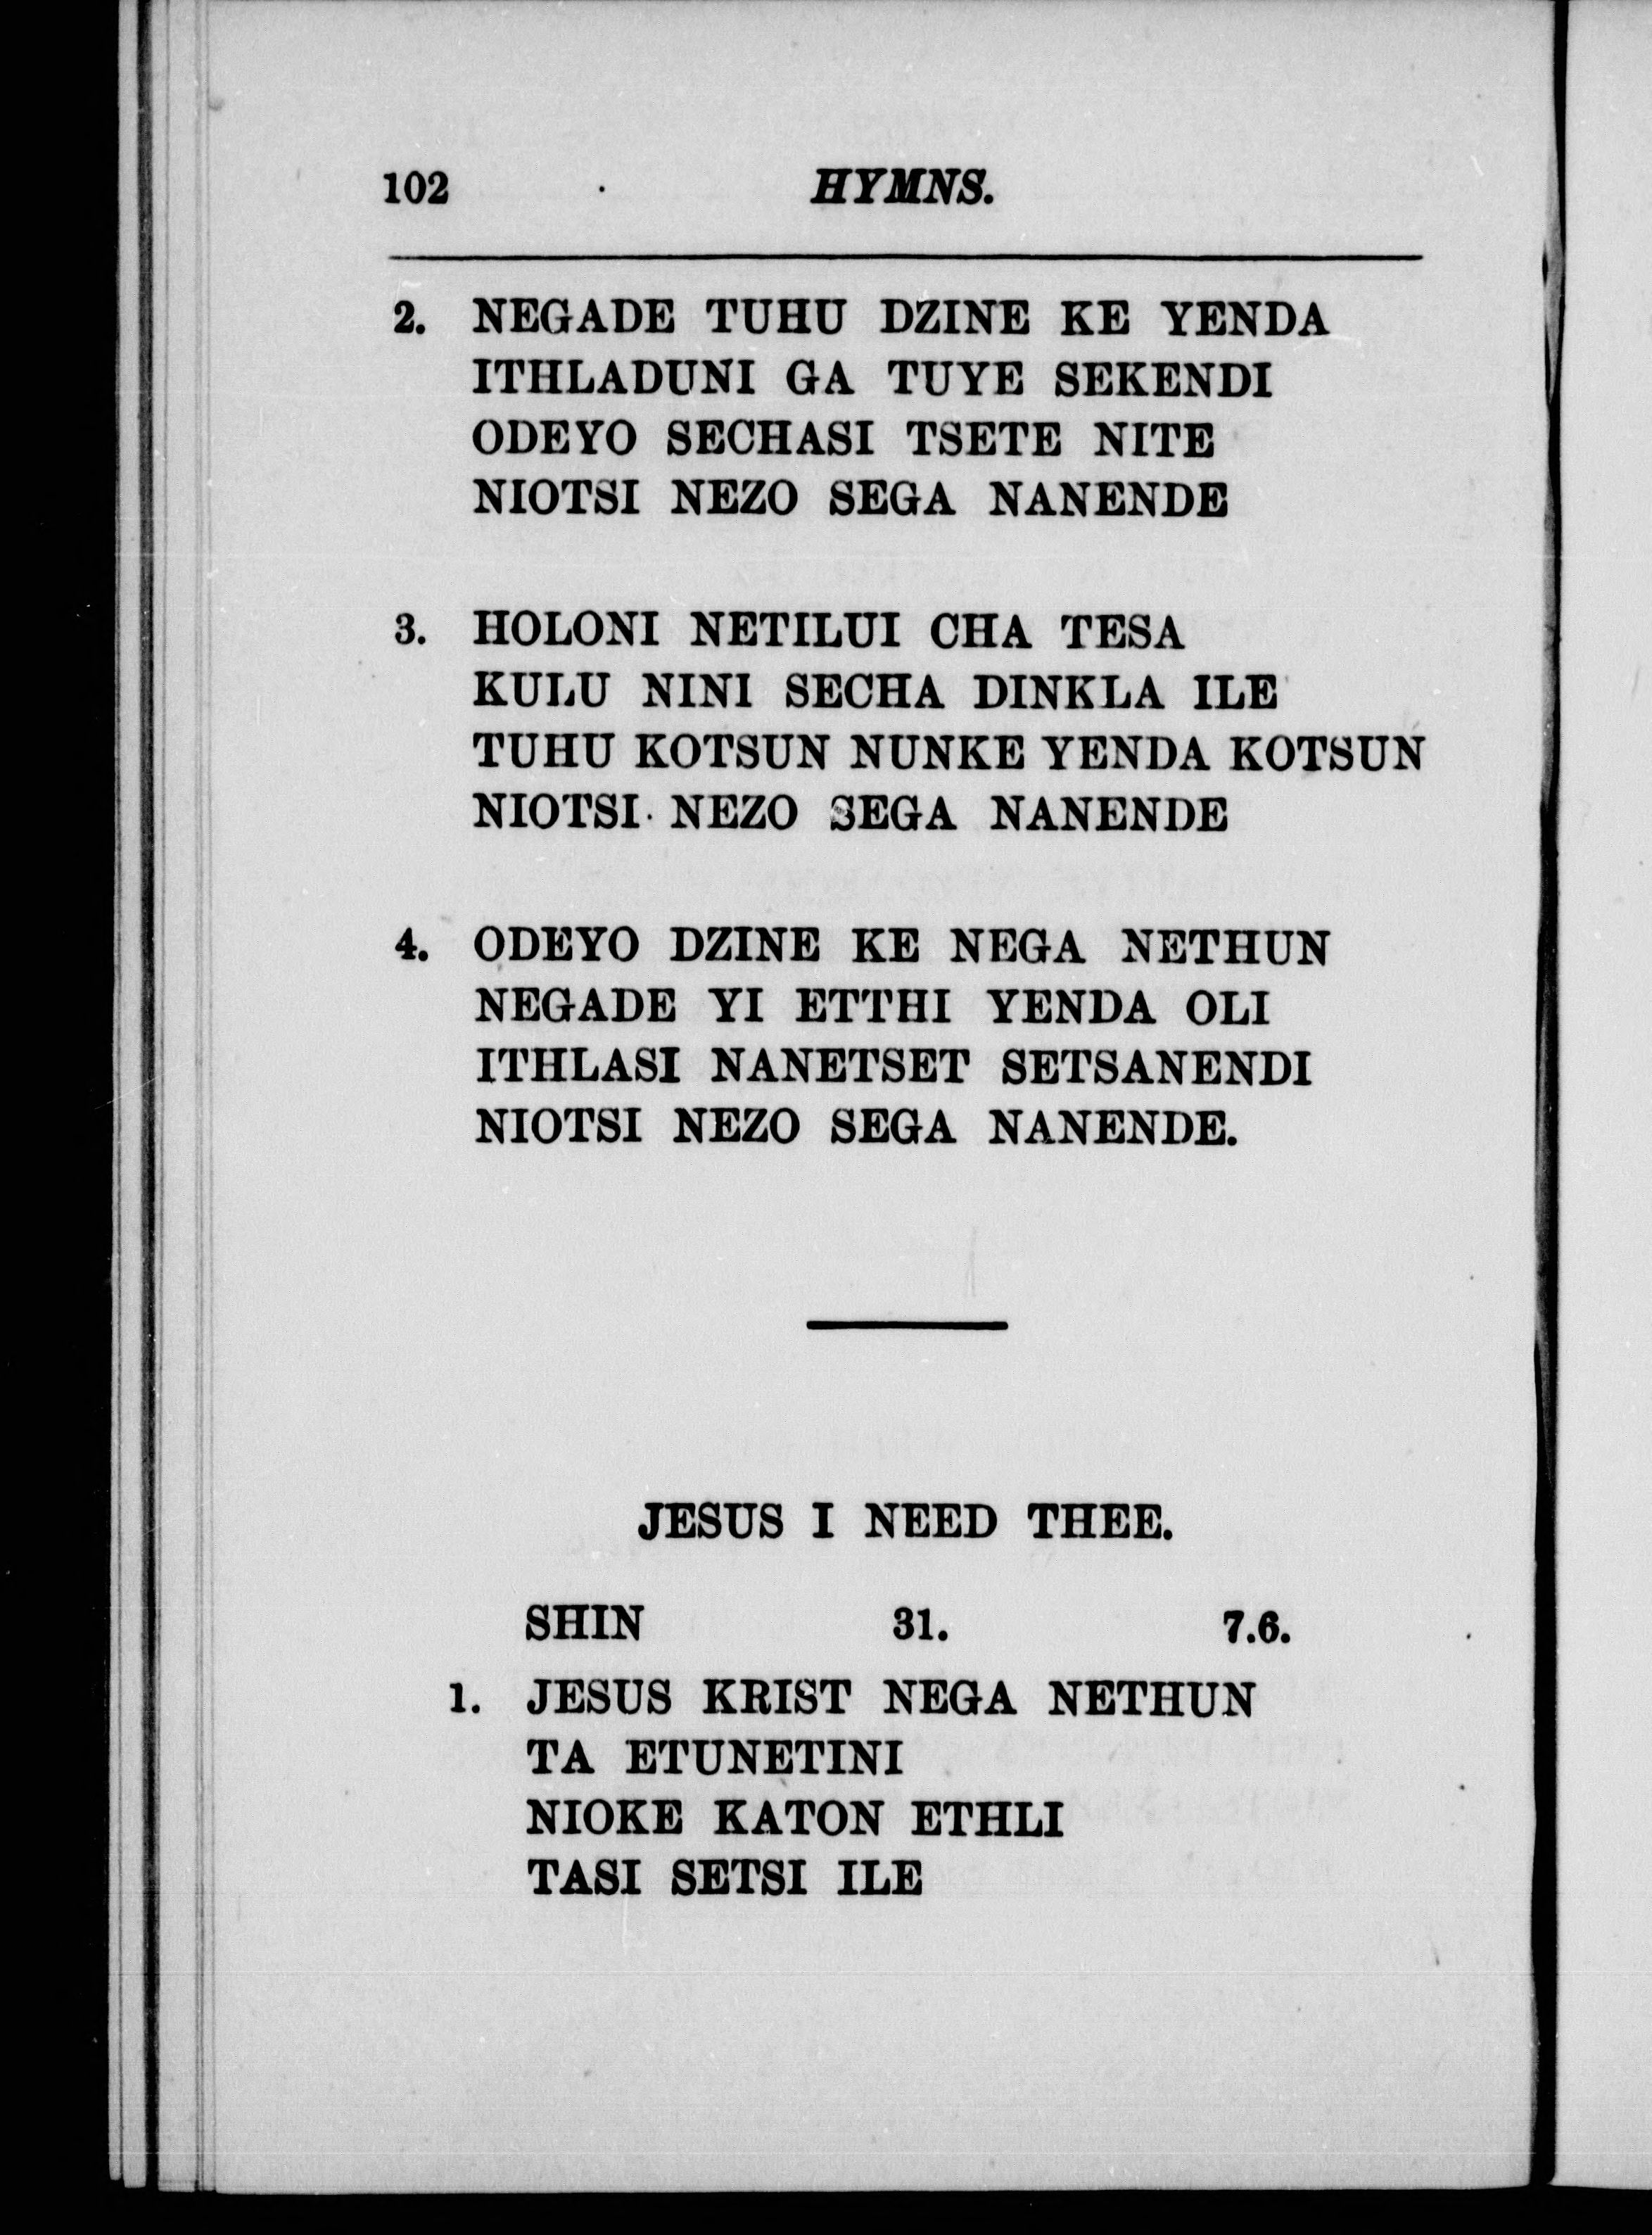 102 HYMNS.
2. NEGADE TUHU DZINE KE YENDA
ITHLADUNI GA TUYE SEKENDI
ODEYO SECHASI TSETE NITE
NIOTSI NEZO SEGA NANENDE
3. HOLONI NETILUI CHA TESA
KULU NINI SECHA DINKLA ILE
TUHU KOTSUN NUNKE YENDA KOTSUN
NIOTSI NEZO SEGA NANENDE
4. ODEYO DZINE KE NEGA NETHUN
NEGADE YI ETTHI YENDA OLI
ITHLASI NANETSET SETSANENDI
NIOTSI NEZO SEGA NANENDE.
JESUS I NEED THEE.
SHIN 31. 7.6.
1. JESUS KRIST NEGA NETHUN
TA ETUNETINI
NIOKE KATON ETHLI
TASI SETSI ILE